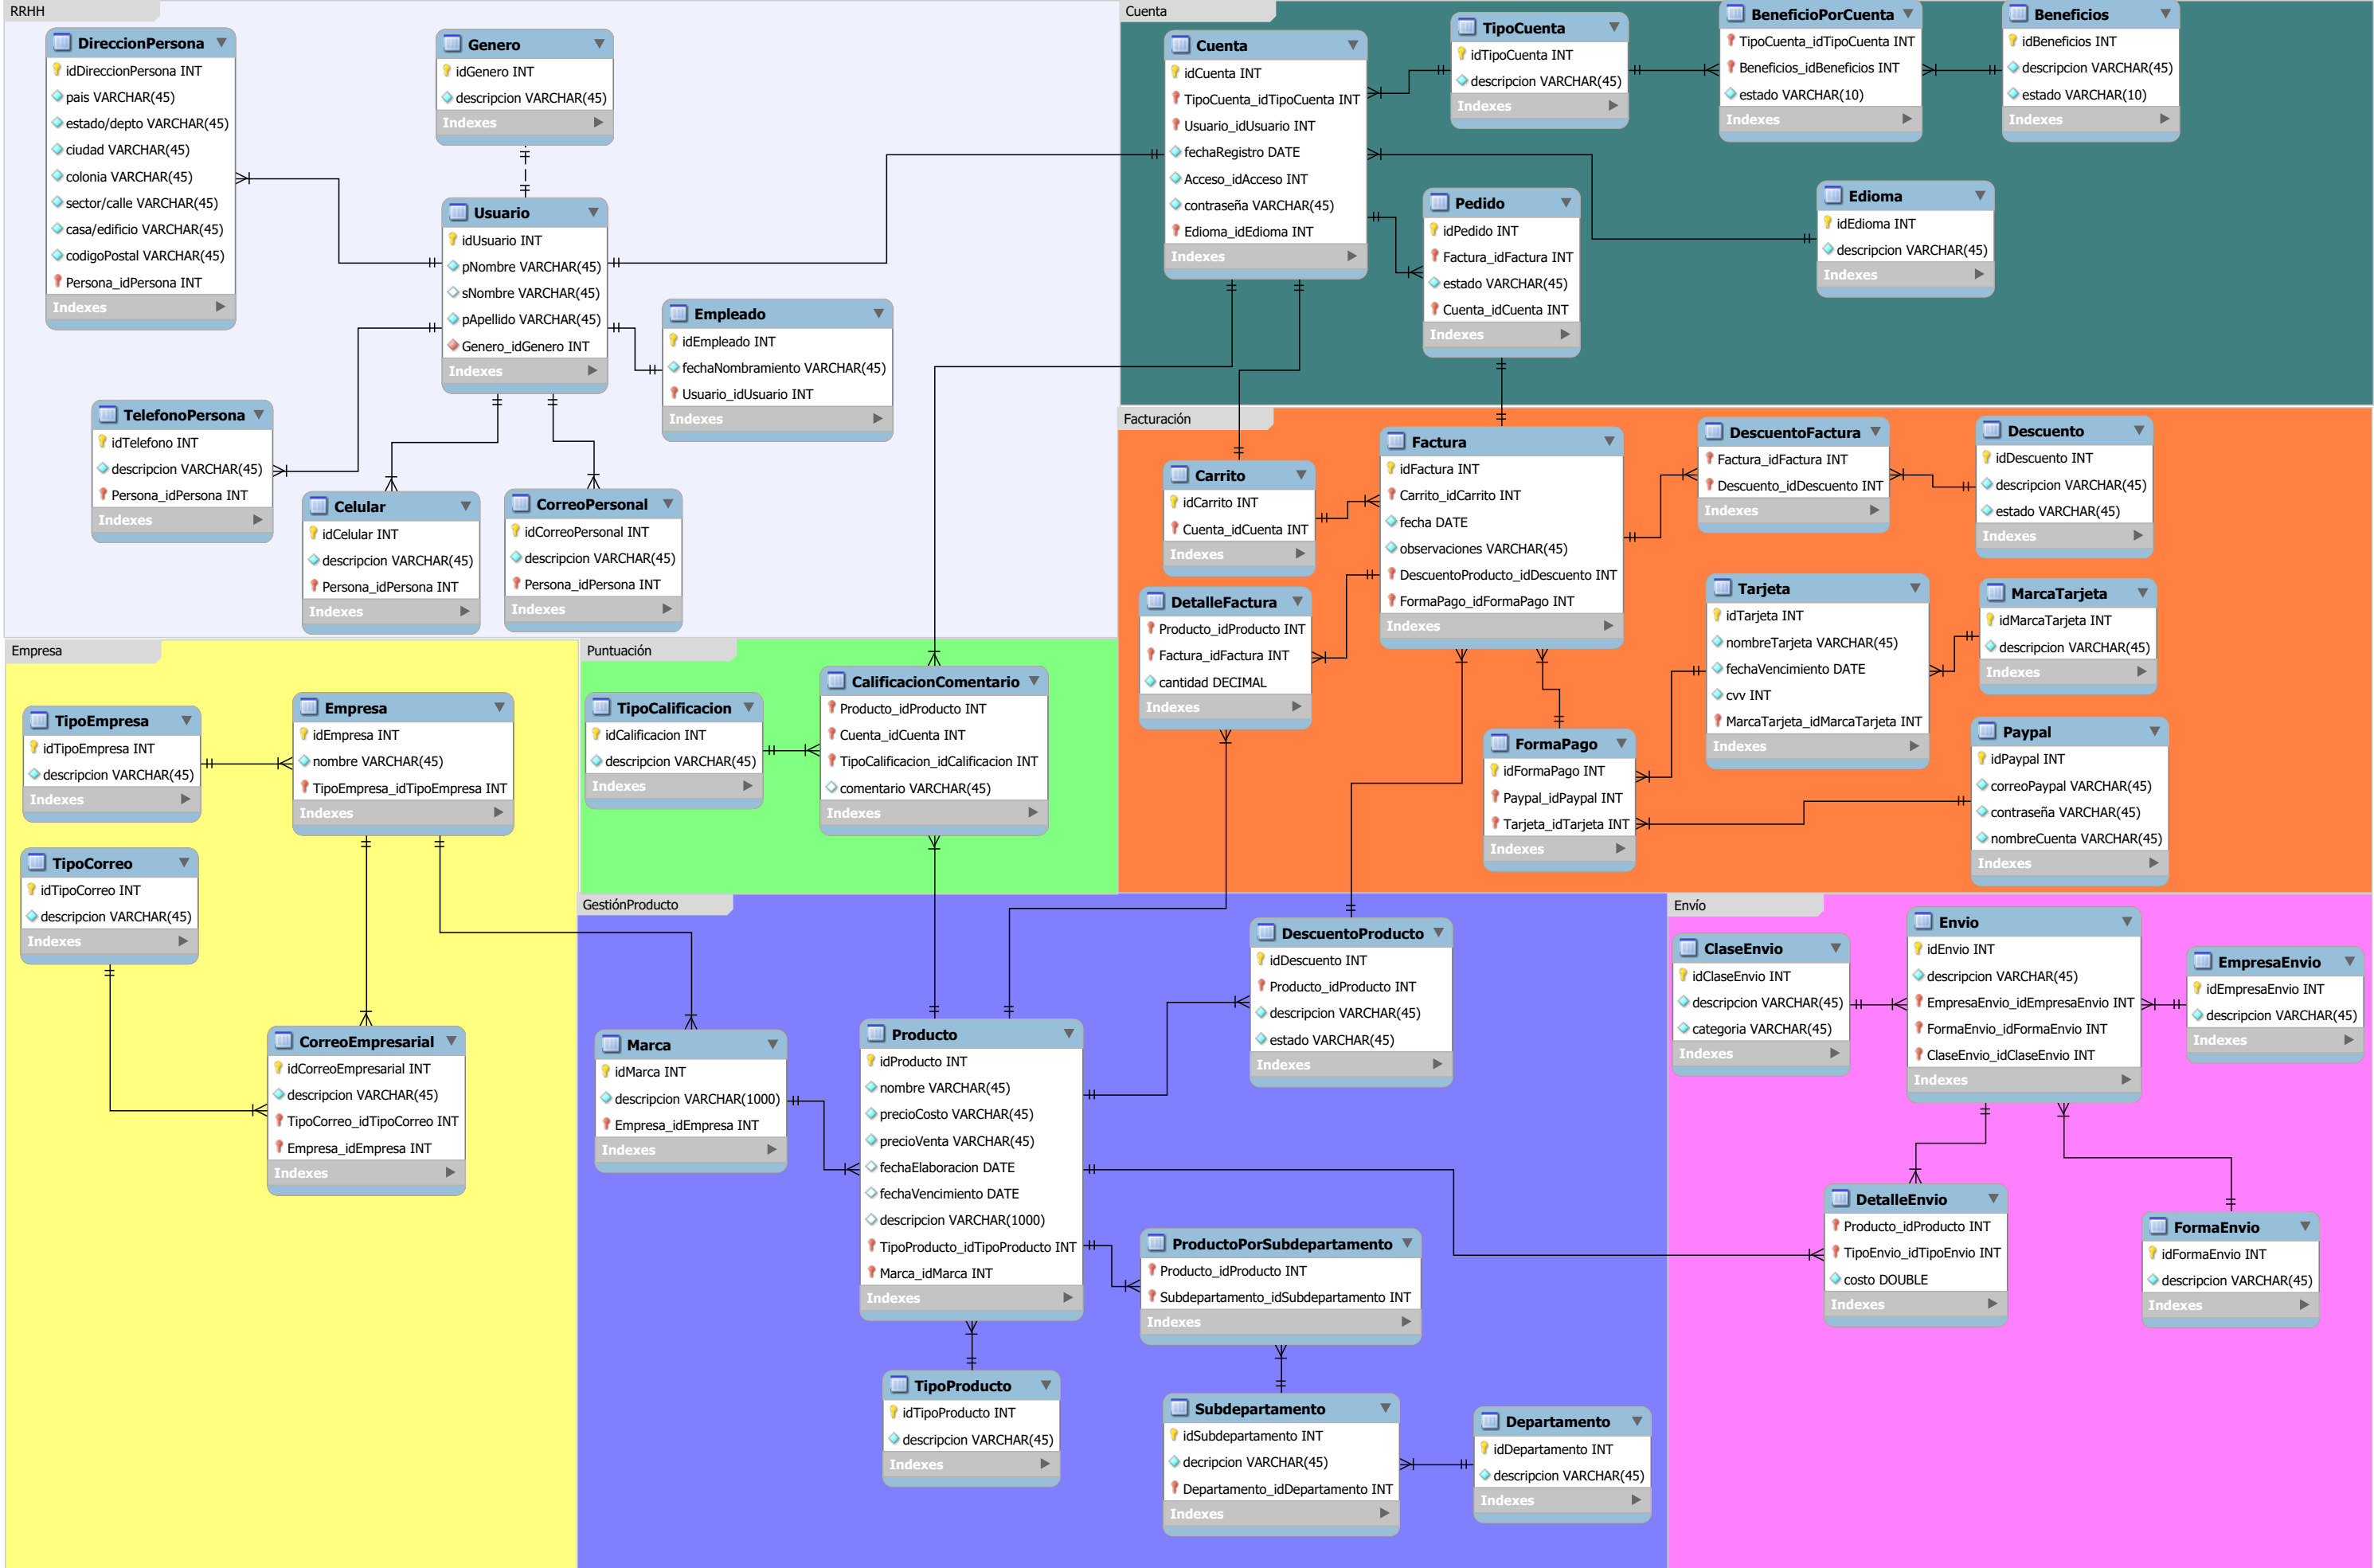 RRHH
DireccionPersona
idDireccionPersona INT
pais VARCHAR(45)
estado/depto VARCHAR(45)
ciudad VARCHAR(45)
colonia VARCHAR(45)
sector/calle VARCHAR(45)
casa/edificio VARCHAR(45)
codigoPostal VARCHAR(45)
Persona_idPersona INT
Indexes
Genero
idGenero INT
descripcion VARCHAR(45)
Indexes
Usuario
idUsuario INT
pNombre VARCHAR(45)
sNombre VARCHAR(45)
pApellido VARCHAR(45)
Genero_idGenero INT
Indexes
Empleado
idEmpleado INT
fechaNombramiento VARCHAR(45)
Usuario_idUsuario INT
Indexes
TelefonoPersona
idTelefono INT
descripcion VARCHAR(45)
Persona_idPersona INT
Indexes
Celular
idCelular INT
descripcion VARCHAR(45)
Persona_idPersona INT
Indexes
CorreoPersonal
idCorreoPersonal INT
descripcion VARCHAR(45)
Persona_idPersona INT
Indexes
Cuenta
Cuenta
idCuenta INT
TipoCuenta_idTipoCuenta INT
Usuario_idUsuario INT
fechaRegistro DATE
Acceso_idAcceso INT
contraseña VARCHAR(45)
Edioma_idEdioma INT
Indexes
TipoCuenta
idTipoCuenta INT
descripcion VARCHAR(45)
Indexes
BeneficioPorCuenta
TipoCuenta_idTipoCuenta INT
Beneficios_idBeneficios INT
estado VARCHAR(10)
Indexes
Beneficios
idBeneficios INT
descripcion VARCHAR(45)
estado VARCHAR(10)
Indexes
Pedido
idPedido INT
Factura_idFactura INT
estado VARCHAR(45)
Cuenta_idCuenta INT
Indexes
Edioma
idEdioma INT
descripcion VARCHAR(45)
Indexes
Facturación
Carrito
idCarrito INT
Cuenta_idCuenta INT
Indexes
Factura
idFactura INT
Carrito_idCarrito INT
fecha DATE
observaciones VARCHAR(45)
DescuentoProducto_idDescuento INT
FormaPago_idFormaPago INT
Indexes
DescuentoFactura
Factura_idFactura INT
Descuento_idDescuento INT
Indexes
Descuento
idDescuento INT
descripcion VARCHAR(45)
estado VARCHAR(45)
Indexes
DetalleFactura
Producto_idProducto INT
Factura_idFactura INT
cantidad DECIMAL
Indexes
Tarjeta
idTarjeta INT
nombreTarjeta VARCHAR(45)
fechaVencimiento DATE
cvv INT
MarcaTarjeta_idMarcaTarjeta INT
Indexes
MarcaTarjeta
idMarcaTarjeta INT
descripcion VARCHAR(45)
Indexes
FormaPago
idFormaPago INT
Paypal_idPaypal INT
Tarjeta_idTarjeta INT
Indexes
Paypal
idPaypal INT
correoPaypal VARCHAR(45)
contraseña VARCHAR(45)
nombreCuenta VARCHAR(45)
Indexes
Empresa
TipoEmpresa
idTipoEmpresa INT
descripcion VARCHAR(45)
Indexes
Empresa
idEmpresa INT
nombre VARCHAR(45)
TipoEmpresa_idTipoEmpresa INT
Indexes
TipoCorreo
idTipoCorreo INT
descripcion VARCHAR(45)
Indexes
CorreoEmpresarial
idCorreoEmpresarial INT
descripcion VARCHAR(45)
TipoCorreo_idTipoCorreo INT
Empresa_idEmpresa INT
Indexes
Puntuación
TipoCalificacion
idCalificacion INT
descripcion VARCHAR(45)
Indexes
CalificacionComentario
Producto_idProducto INT
Cuenta_idCuenta INT
TipoCalificacion_idCalificacion INT
comentario VARCHAR(45)
Indexes
GestiónProducto
Marca
idMarca INT
descripcion VARCHAR(1000)
Empresa_idEmpresa INT
Indexes
Producto
idProducto INT
nombre VARCHAR(45)
precioCosto VARCHAR(45)
precioVenta VARCHAR(45)
fechaElaboracion DATE
fechaVencimiento DATE
descripcion VARCHAR(1000)
TipoProducto_idTipoProducto INT
Marca_idMarca INT
Indexes
DescuentoProducto
idDescuento INT
Producto_idProducto INT
descripcion VARCHAR(45)
estado VARCHAR(45)
Indexes
ProductoPorSubdepartamento
Producto_idProducto INT
Subdepartamento_idSubdepartamento INT
Indexes
TipoProducto
idTipoProducto INT
descripcion VARCHAR(45)
Indexes
Subdepartamento
idSubdepartamento INT
decripcion VARCHAR(45)
Departamento_idDepartamento INT
Indexes
Departamento
idDepartamento INT
descripcion VARCHAR(45)
Indexes
Envío
ClaseEnvio
idClaseEnvio INT
descripcion VARCHAR(45)
categoria VARCHAR(45)
Indexes
Envio
idEnvio INT
descripcion VARCHAR(45)
EmpresaEnvio_idEmpresaEnvio INT
FormaEnvio_idFormaEnvio INT
ClaseEnvio_idClaseEnvio INT
Indexes
EmpresaEnvio
idEmpresaEnvio INT
descripcion VARCHAR(45)
Indexes
DetalleEnvio
Producto_idProducto INT
TipoEnvio_idTipoEnvio INT
costo DOUBLE
Indexes
FormaEnvio
idFormaEnvio INT
descripcion VARCHAR(45)
Indexes